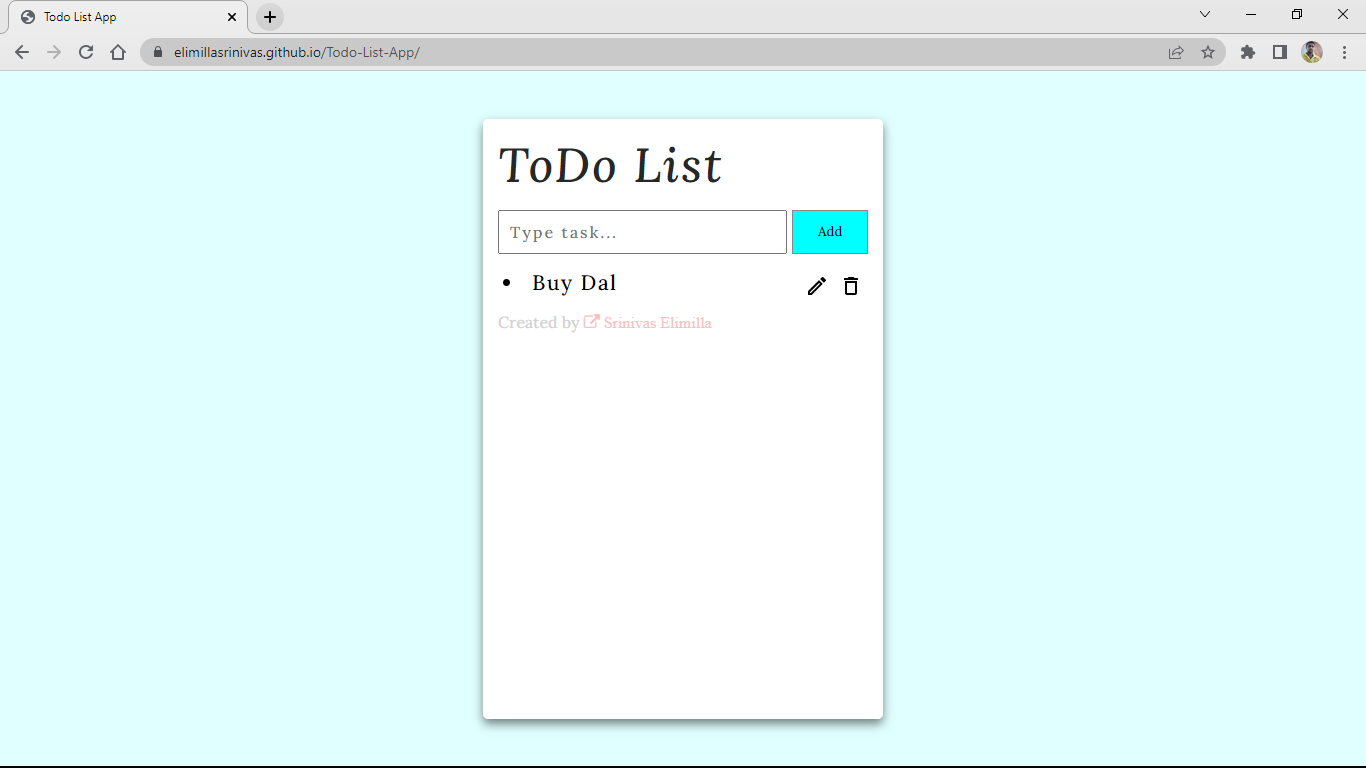 Todo List App
elimillasrinivas.github.io/Todo-List-App/
ToDo List
Type task...
Add
Buy Dal
Created by Srinivas Elimilla